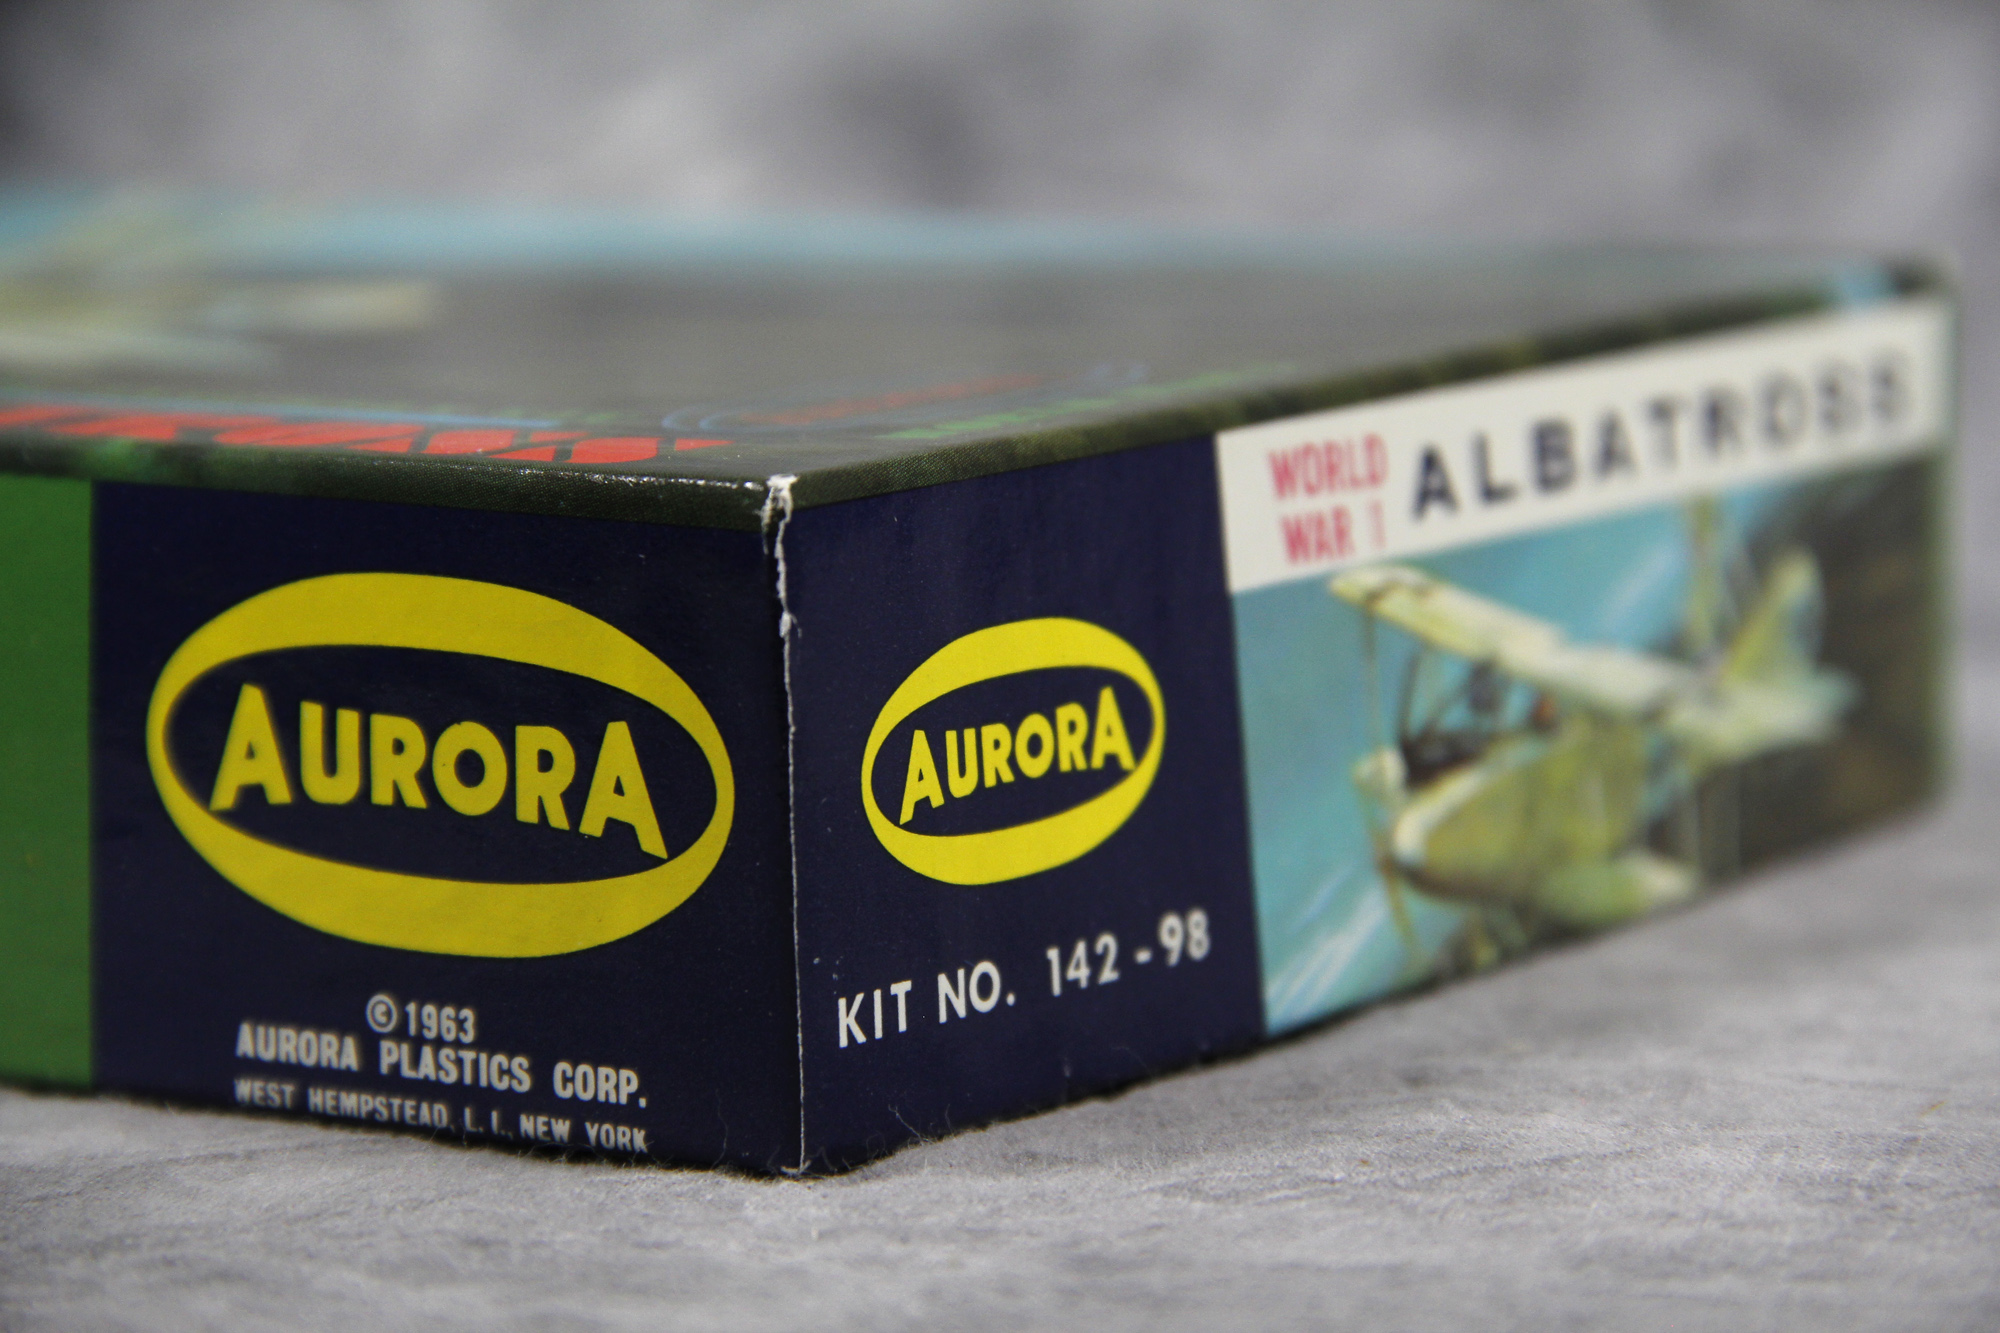 AURORA
© 1963
AURORA PLASTICS CORP.
WEST HEMPSTEAD, L. I., NEW YORK
AURORA
KIT NO. 142-98
WORLD
WAR I
ALBATROSS